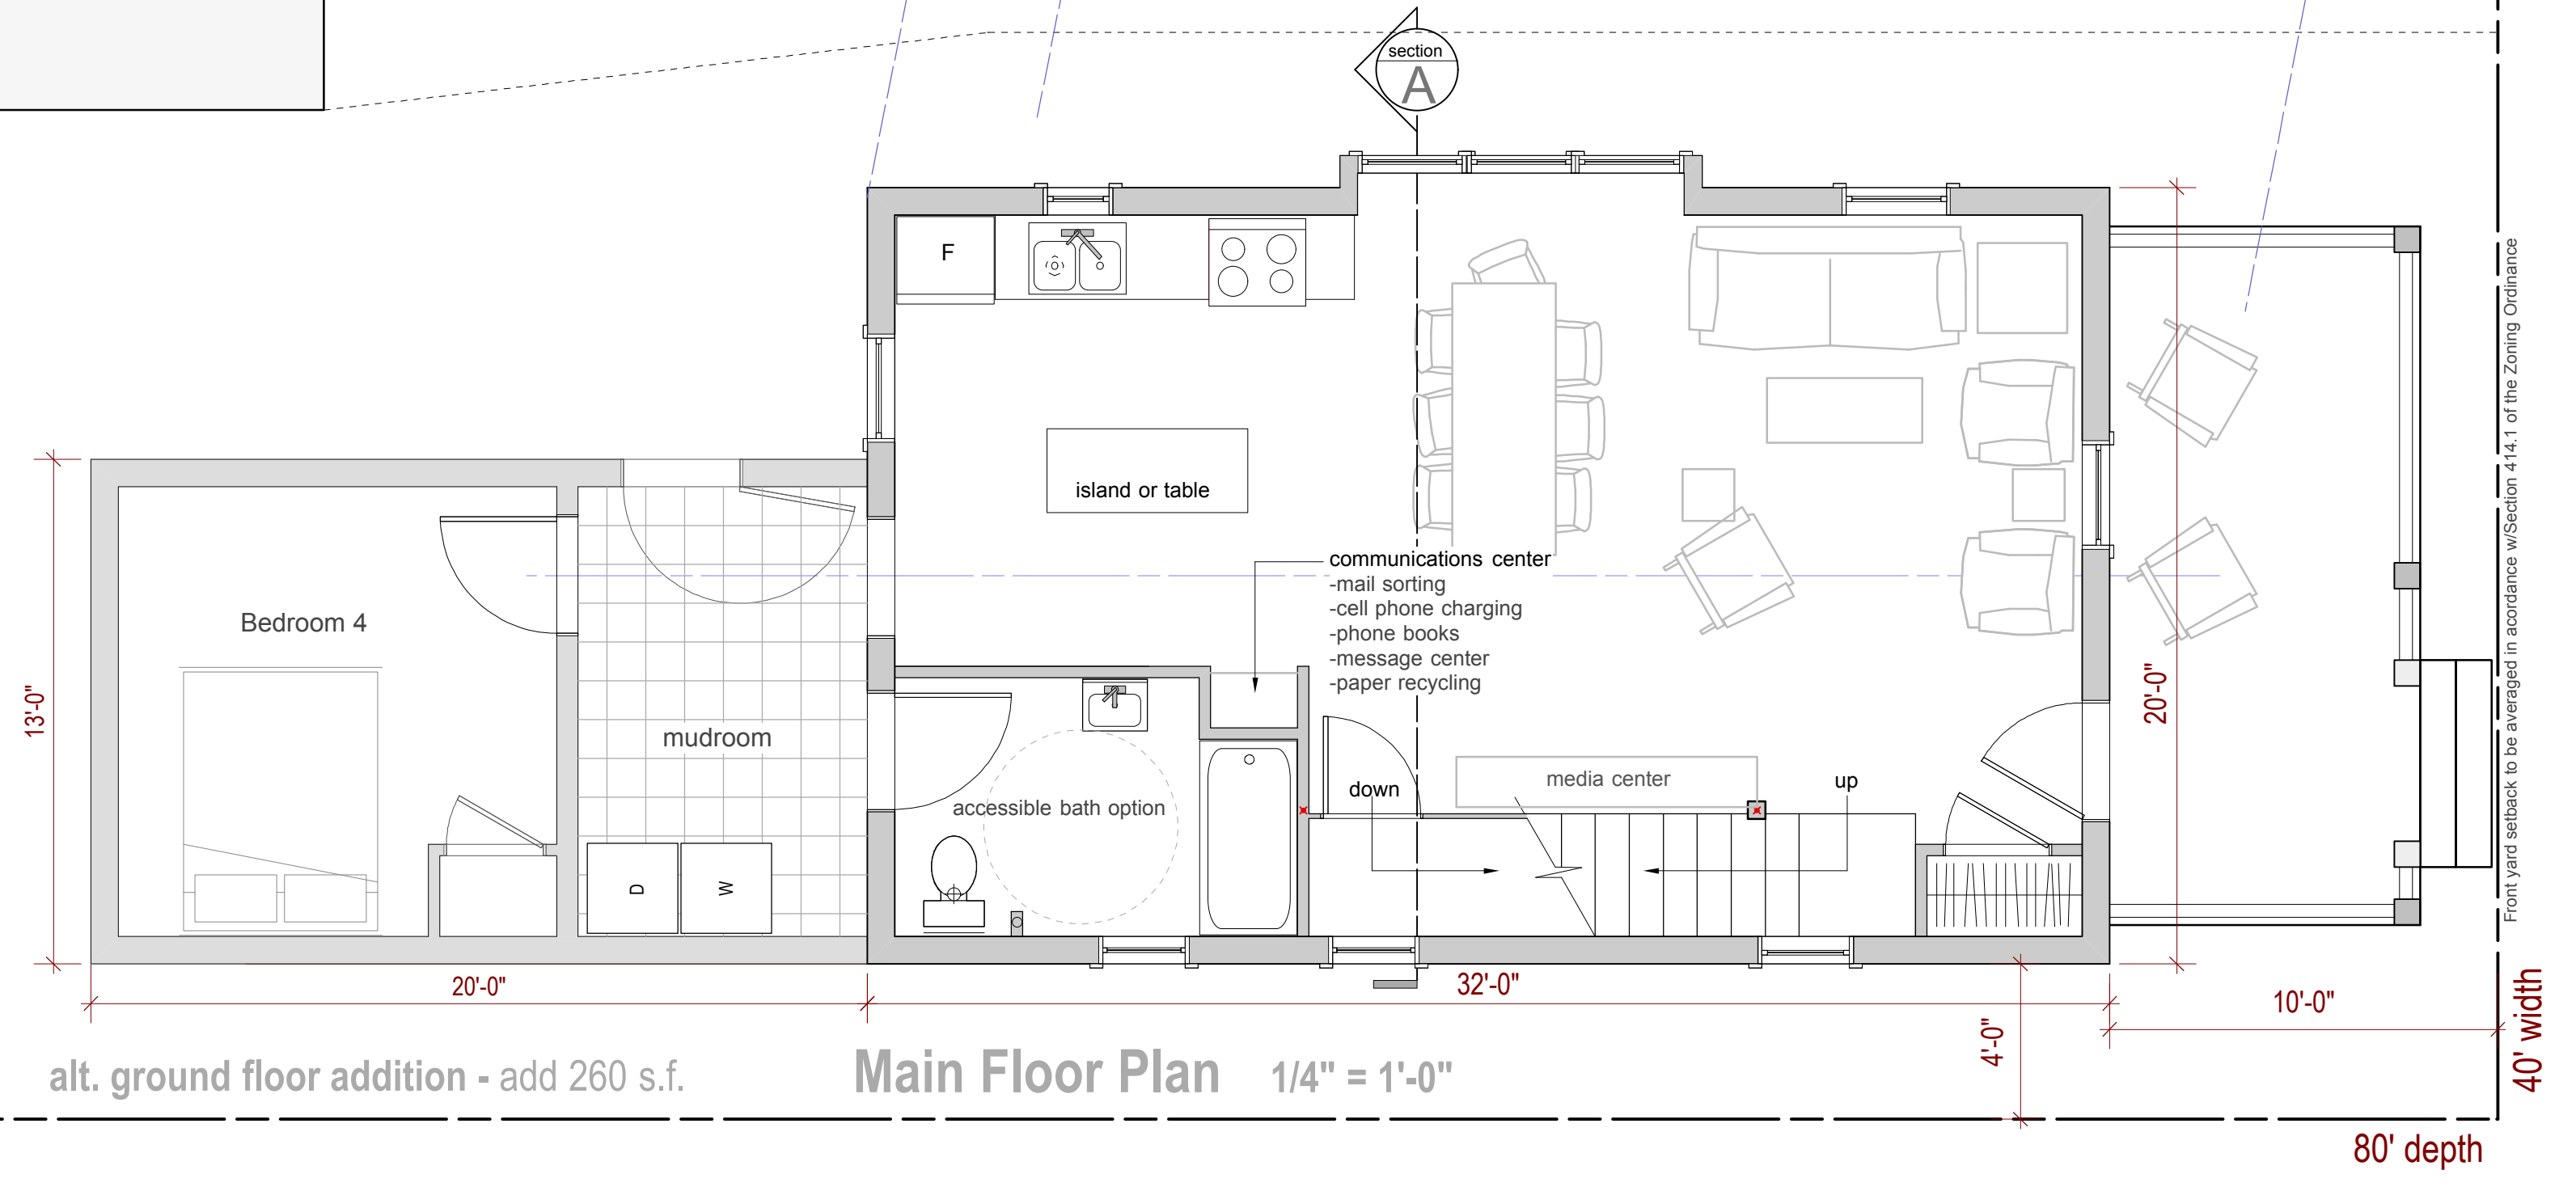 section
A
F
island or table
communications center
-mail sorting
-cell phone charging
-phone books
-message center
-paper recycling
Bedroom 4
mudroom
D
W
accessible bath option
down
media center
up
13'-0"
20'-0"
20'-0"
32'-0"
10'-0"
4'-0"
Front yard setback to be averaged in acordance w/Section 414.1 of the Zoning Ordinance
40' width
80' depth
alt. ground floor addition - add 260 s.f.
Main Floor Plan 1/4" = 1'-0"